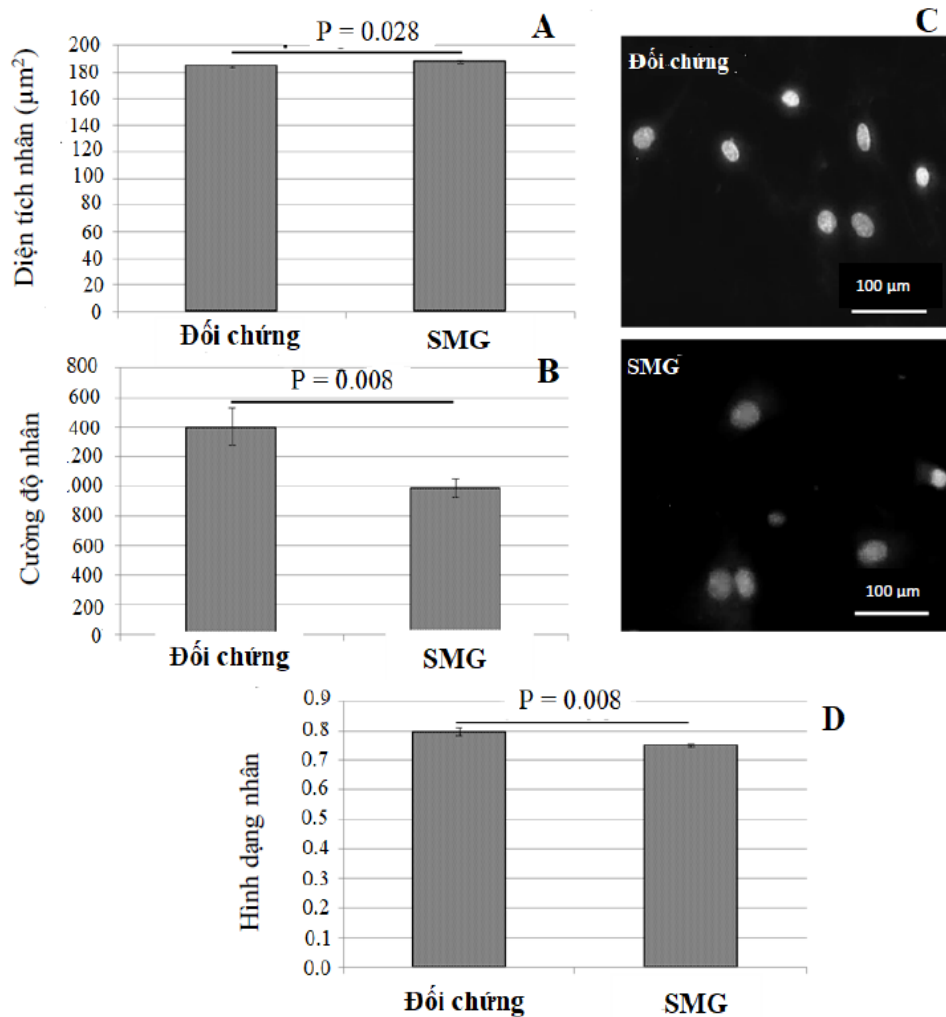 P = 0.028
A
Diện tích nhân (µm²)
200
180
160
140
120
100
80
60
40
20
0
Đối chứng
SMG
P = 0.008
B
Cường độ nhân
800
600
400
200
000
800
600
400
200
0
Đối chứng
SMG
C
Đối chứng
100 µm
SMG
100 µm
P = 0.008
D
Hình dạng nhân
0.9
0.8
0.7
0.6
0.5
0.4
0.3
0.2
0.1
0.0
Đối chứng
SMG